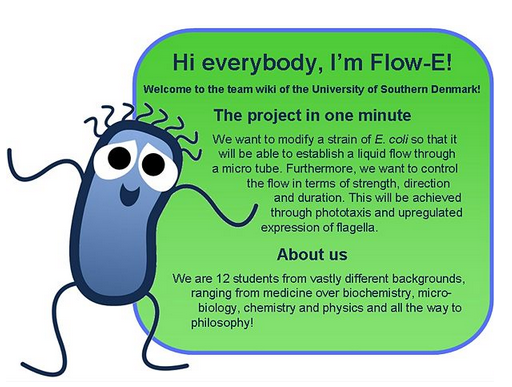 Hi everybody, I'm Flow-E!
Welcome to the team wiki of the University of Southern Denmark!
The project in one minute
We want to modify a strain of E. coli so that it
will be able to establish a liquid flow through
a micro tube. Furthermore, we want to control
the flow in terms of strength, direction
and duration. This will be achieved
through phototaxis and upregulated
expression of flagella.
About us
We are 12 students from vastly different backgrounds,
ranging from medicine over biochemistry, micro-
biology, chemistry and physics and all the way to
philosophy!